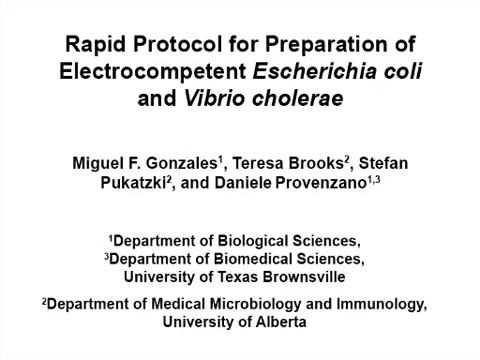 Rapid Protocol for Preparation of
Electrocompetent Escherichia coli
and Vibrio cholerae
Miguel F. Gonzales¹, Teresa Brooks², Stefan
Pukatzki², and Daniele Provenzano¹,³
¹Department of Biological Sciences,
³Department of Biomedical Sciences,
University of Texas Brownsville
²Department of Medical Microbiology and Immunology,
University of Alberta